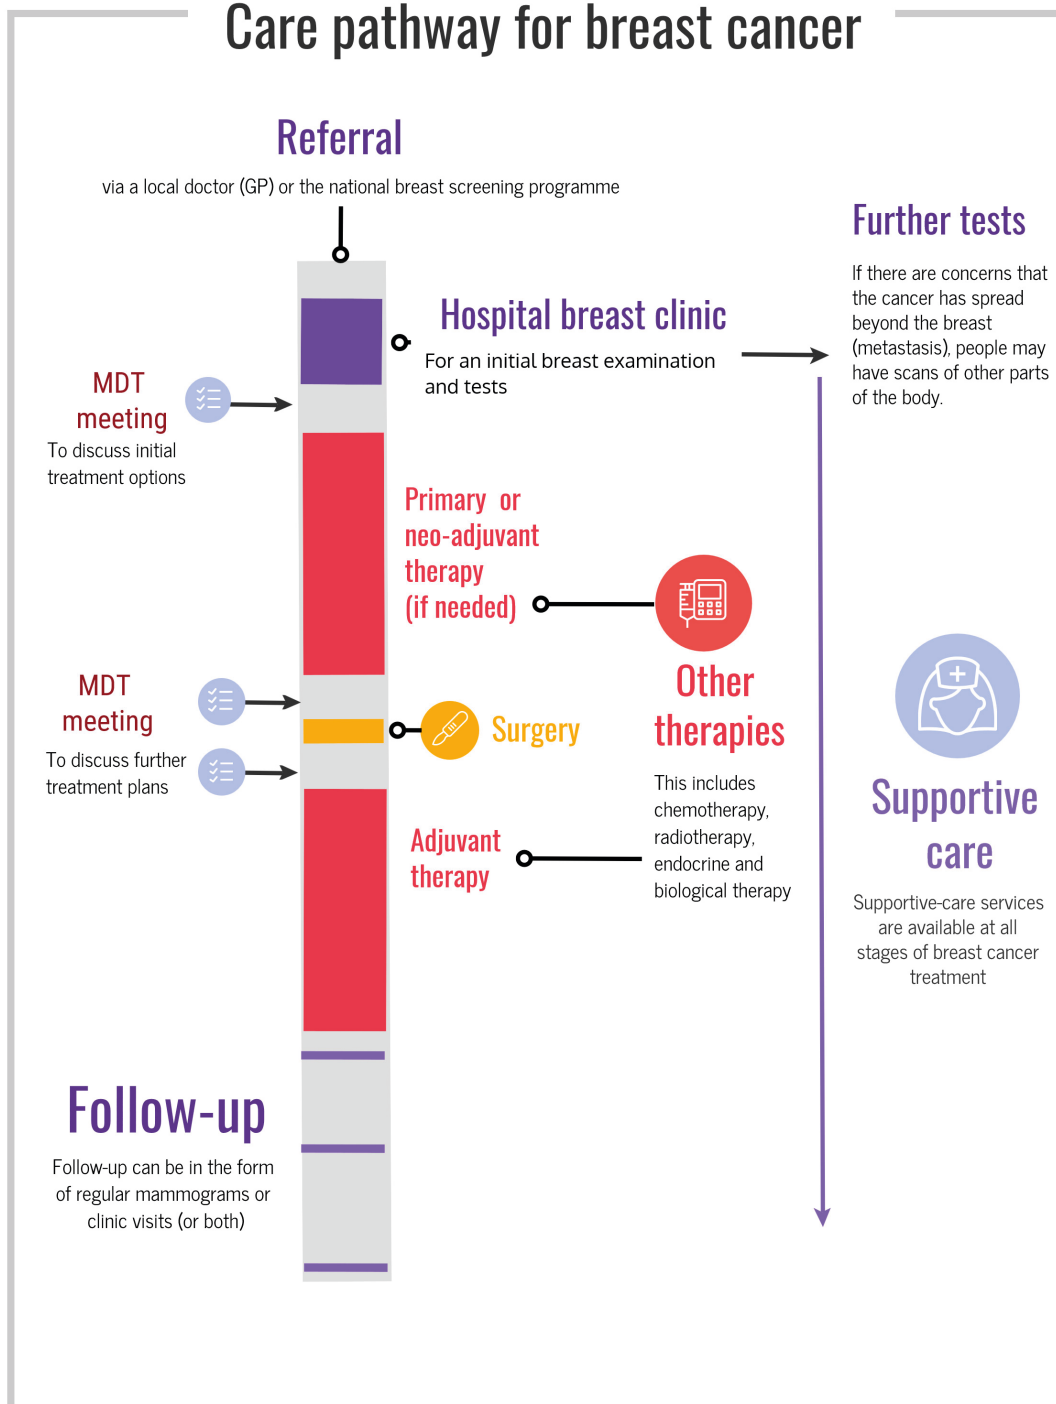 Care pathway for breast cancer
Referral
via a local doctor (GP) or the national breast screening programme
Further tests
If there are concerns that
the cancer has spread
beyond the breast
(metastasis), people may
have scans of other parts
of the body.
Hospital breast clinic
For an initial breast examination
and tests
MDT
meeting
To discuss initial
treatment options
Primary or
neo-adjuvant
therapy
(if needed)
Other
therapies
This includes
chemotherapy,
radiotherapy,
endocrine and
biological therapy
MDT
meeting
To discuss further
treatment plans
Surgery
Supportive
care
Supportive-care services
are available at all
stages of breast cancer
treatment
Adjuvant
therapy
Follow-up
Follow-up can be in the form
of regular mammograms or
clinic visits (or both)